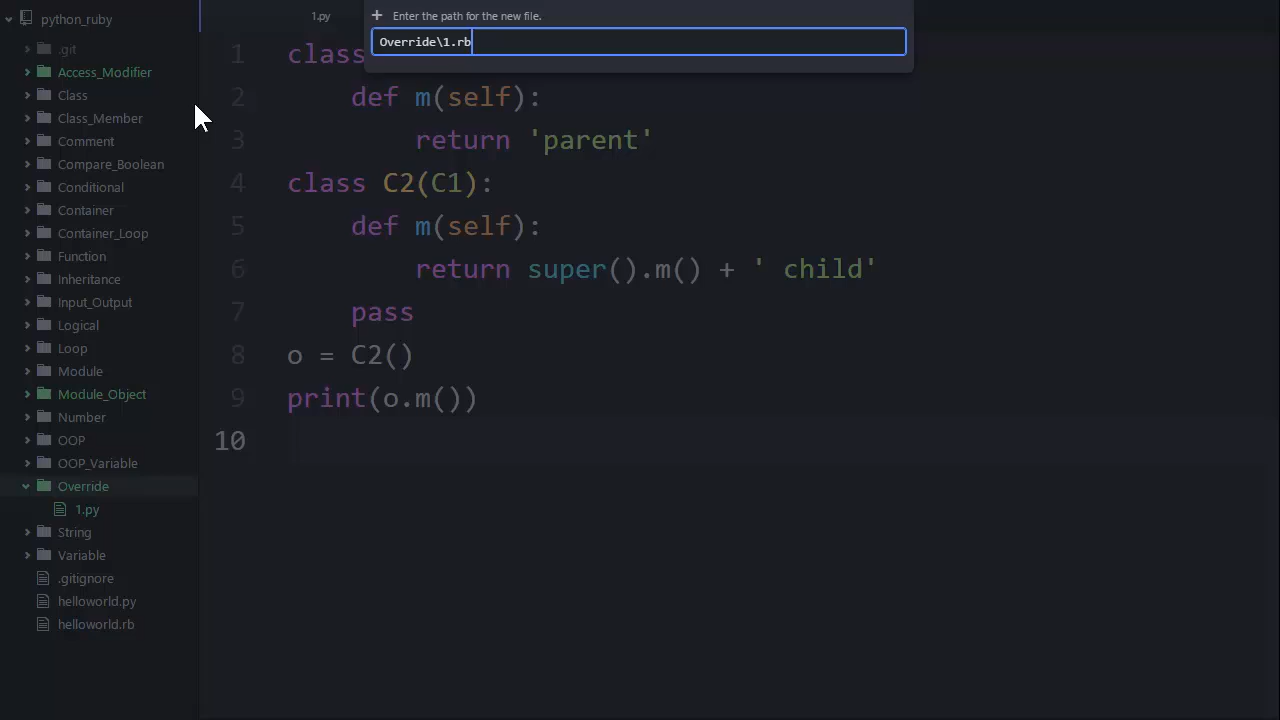 python_ruby
.git
Access_Modifier
Class
Class_Member
Comment
Compare_Boolean
Conditional
Container
Container_Loop
Function
Inheritance
Input_Output
Logical
Loop
Module
Module_Object
Number
OOP
OOP_Variable
Override
1.py
String
Variable
.gitignore
helloworld.py
helloworld.rb
1.py
+ Enter the path for the new file.
Override\1.rb
1 class
2 def m(self):
3 return 'parent'
4 class C2(C1):
5 def m(self):
6 return super().m() + ' child'
7 pass
8 o = C2()
9 print(o.m())
10